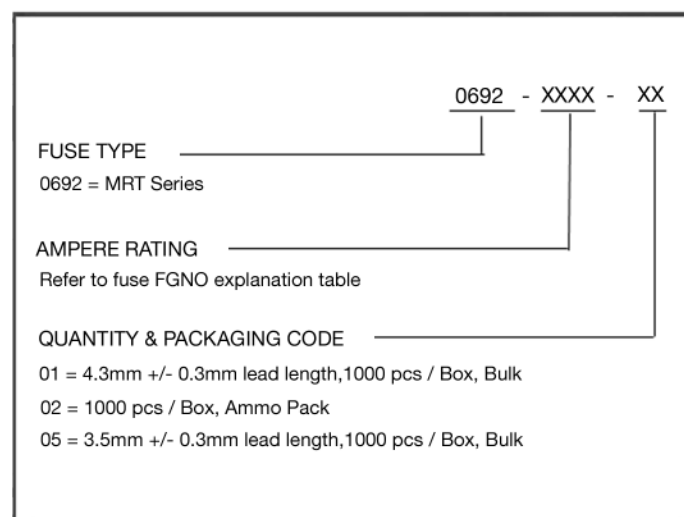 0692 - XXXX - XX
FUSE TYPE
0692 = MRT Series
AMPERE RATING
Refer to fuse FGNO explanation table
QUANTITY & PACKAGING CODE
01 = 4.3mm +/- 0.3mm lead length,1000 pcs / Box, Bulk
02 = 1000 pcs / Box, Ammo Pack
05 = 3.5mm +/- 0.3mm lead length,1000 pcs / Box, Bulk